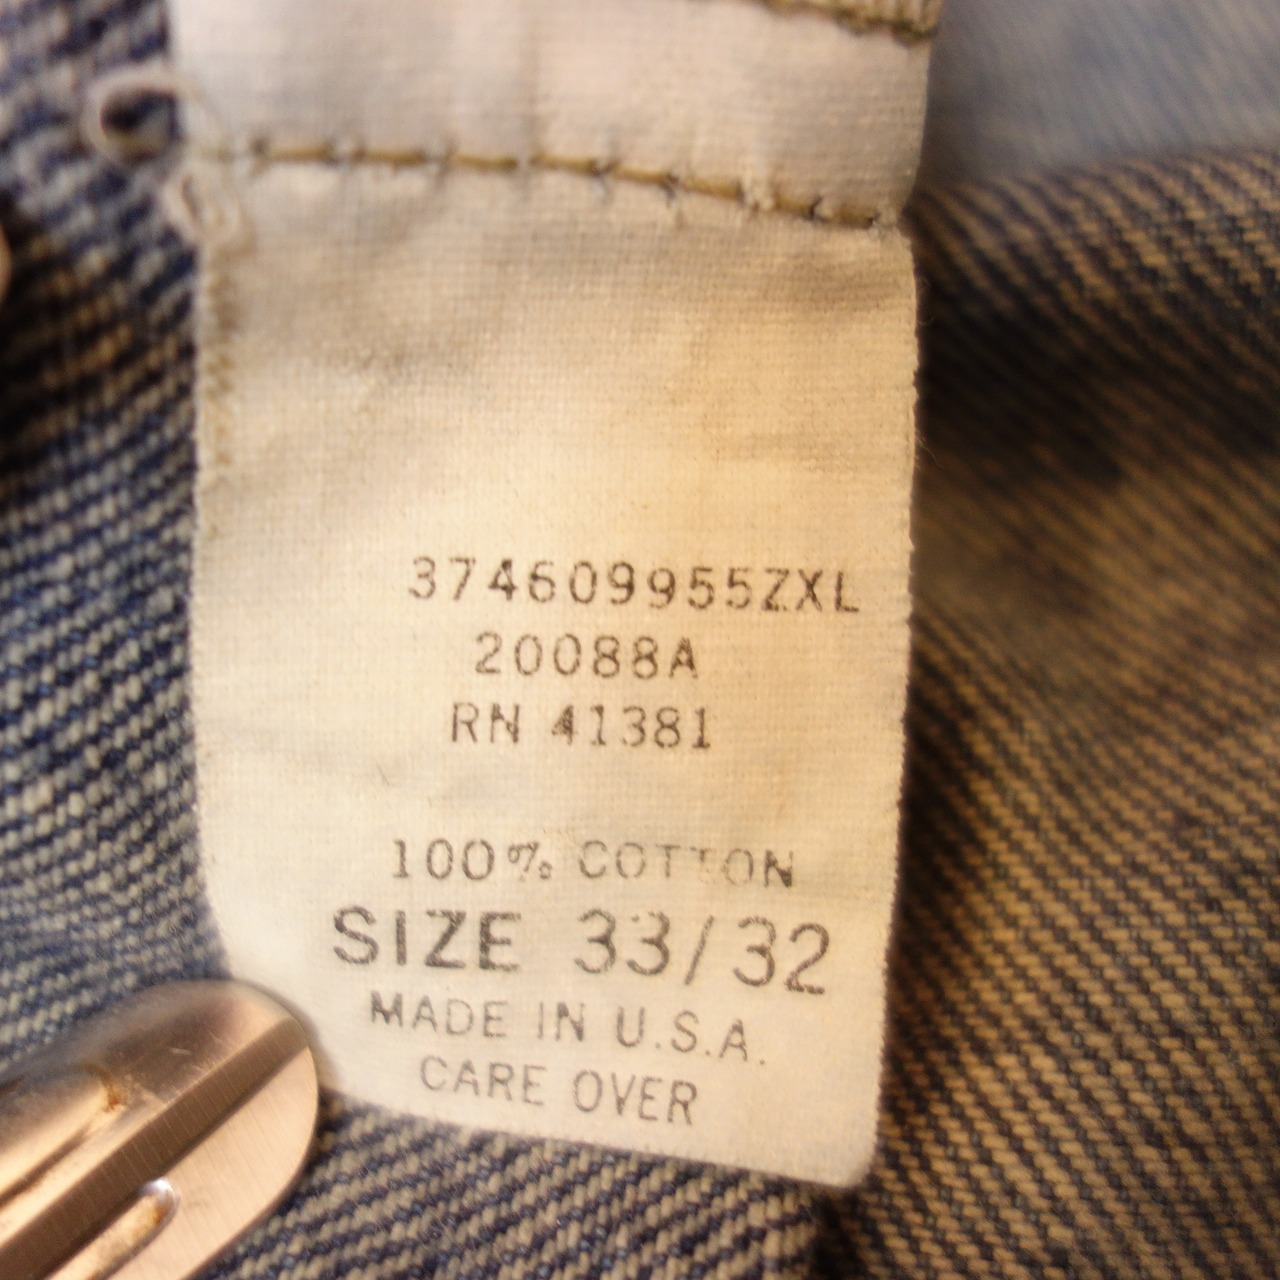 374609955ZXL
20088A
RN 41381
100% COTTON
SIZE 33/32
MADE IN U.S.A.
CARE OVER